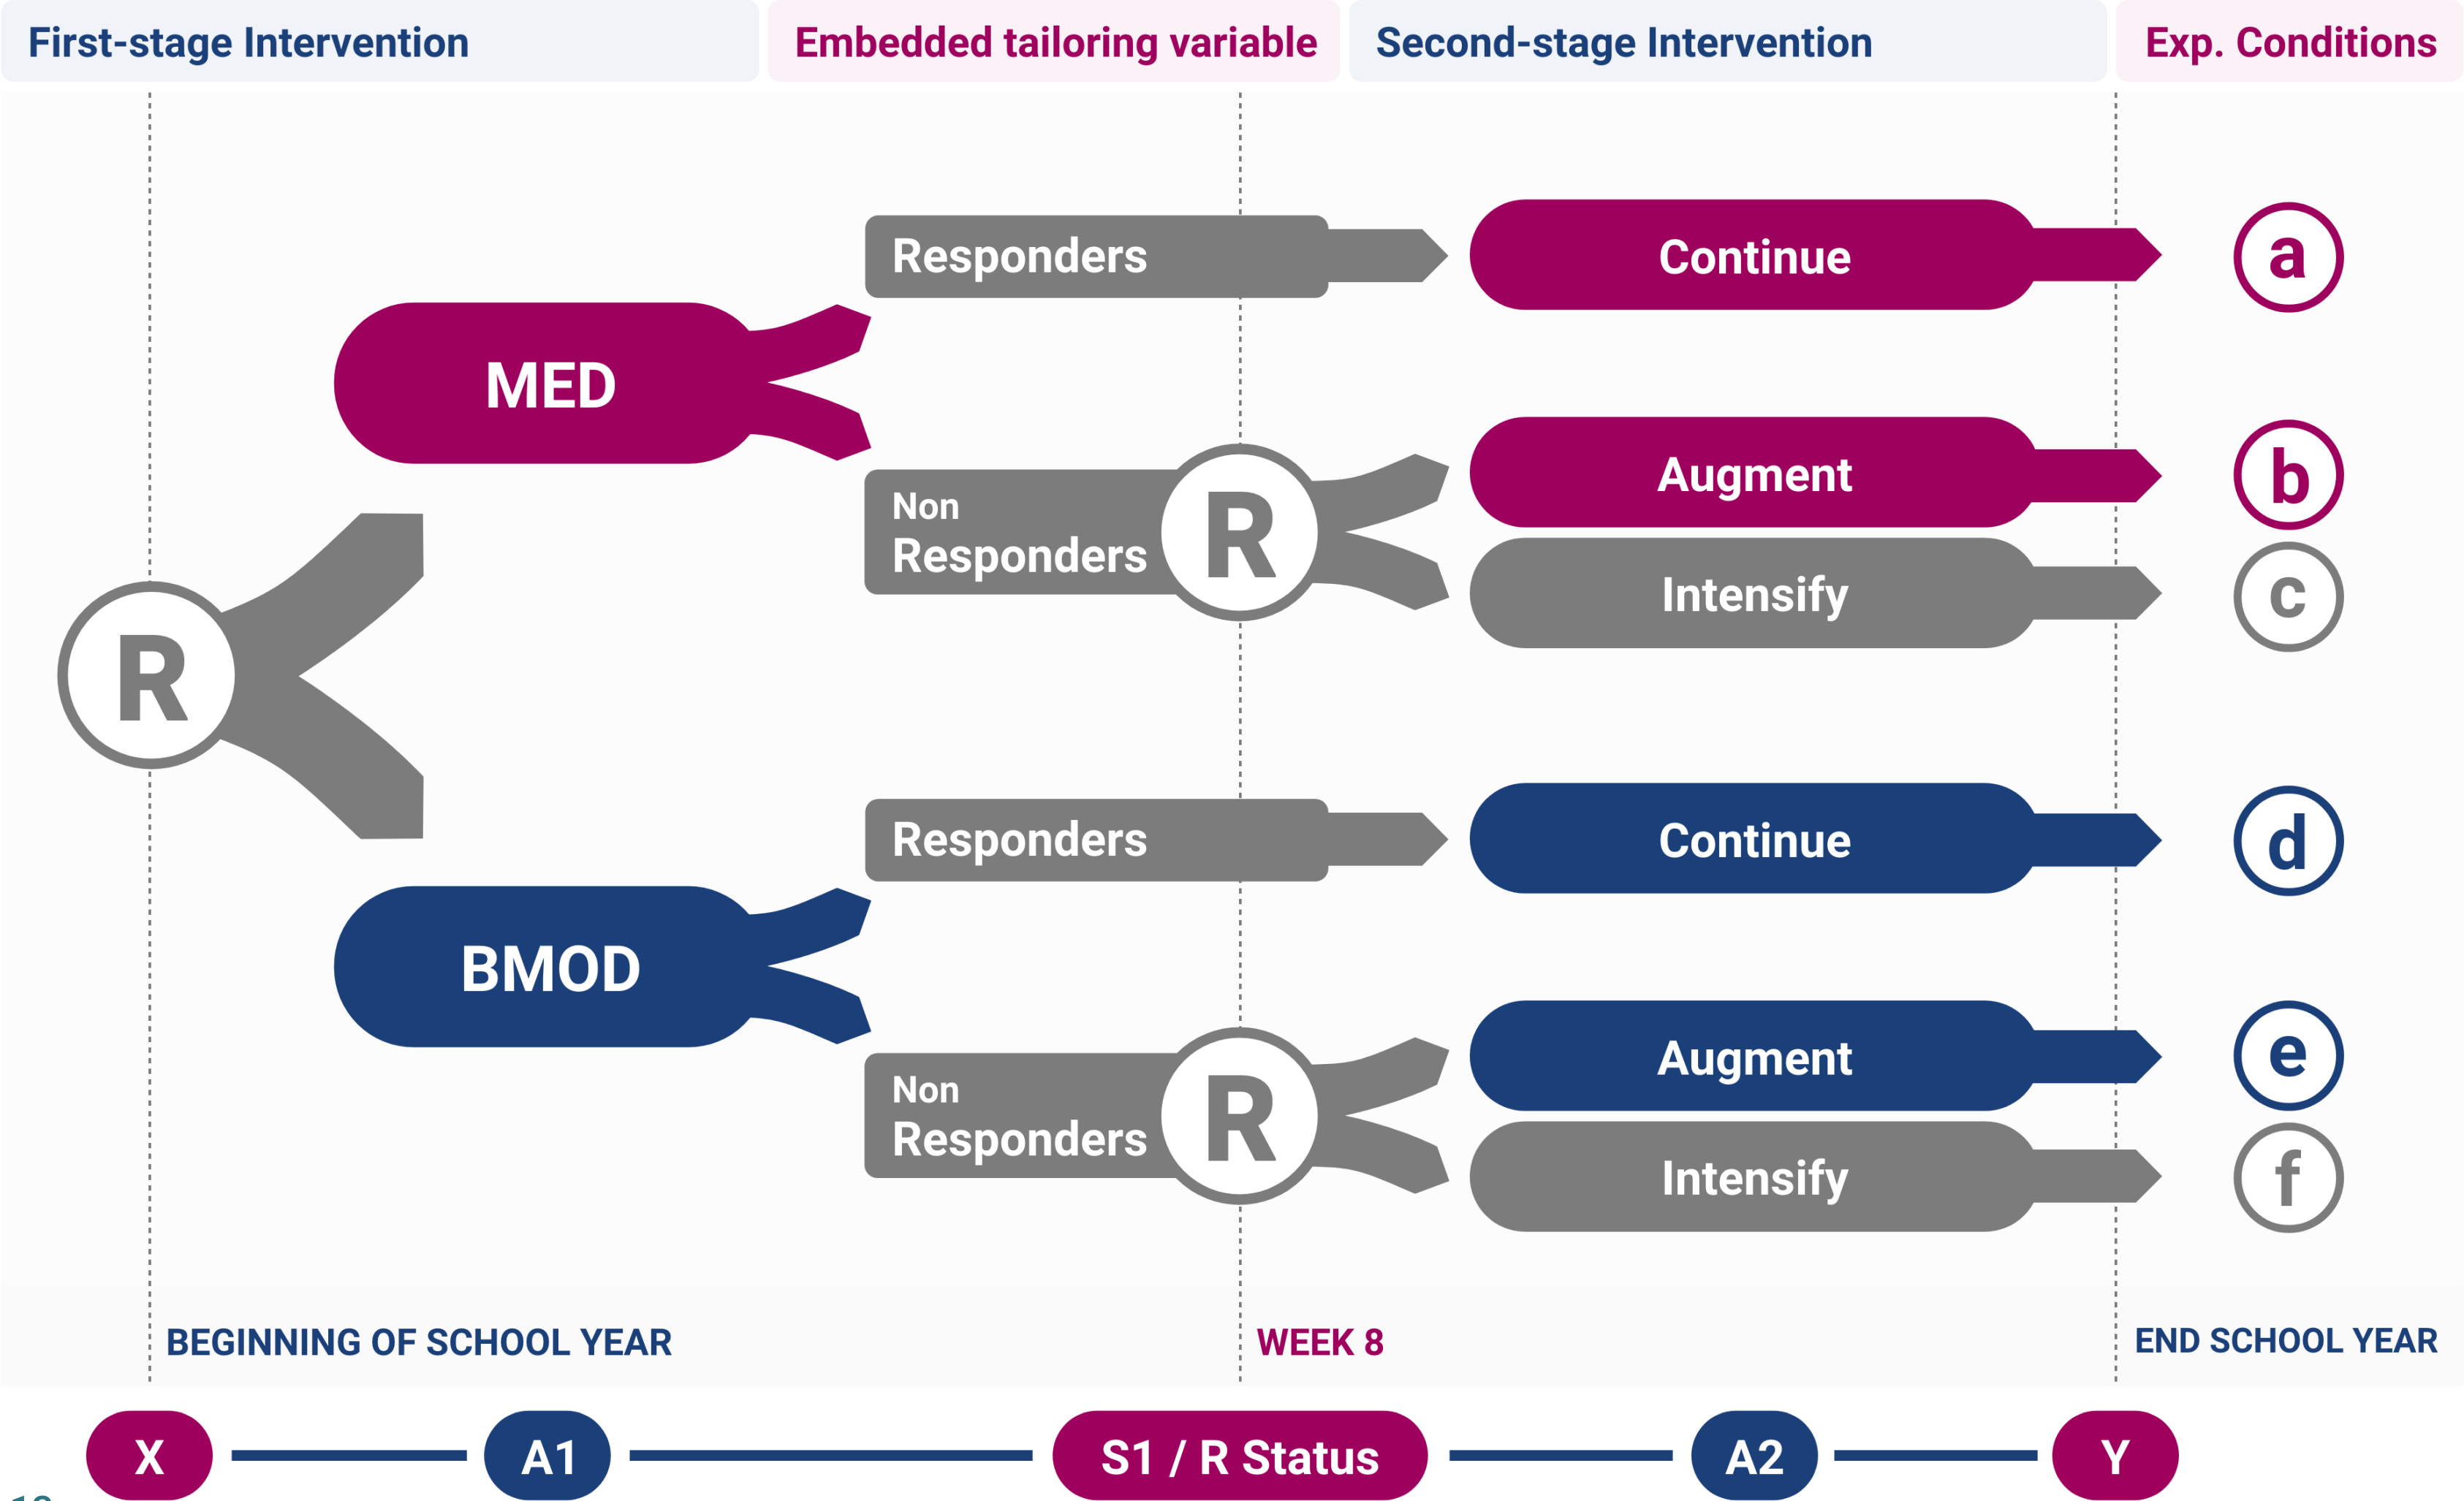 First-stage Intervention
Embedded tailoring variable
Second-stage Intervention
Exp. Conditions
Responders
Continue
a
MED
Augment
b
Non
Responders
R
Intensify
c
R
Responders
Continue
d
BMOD
Augment
e
Non
Responders
R
Intensify
f
BEGINNING OF SCHOOL YEAR
WEEK 8
END SCHOOL YEAR
X
A1
S1 / R Status
A2
Y